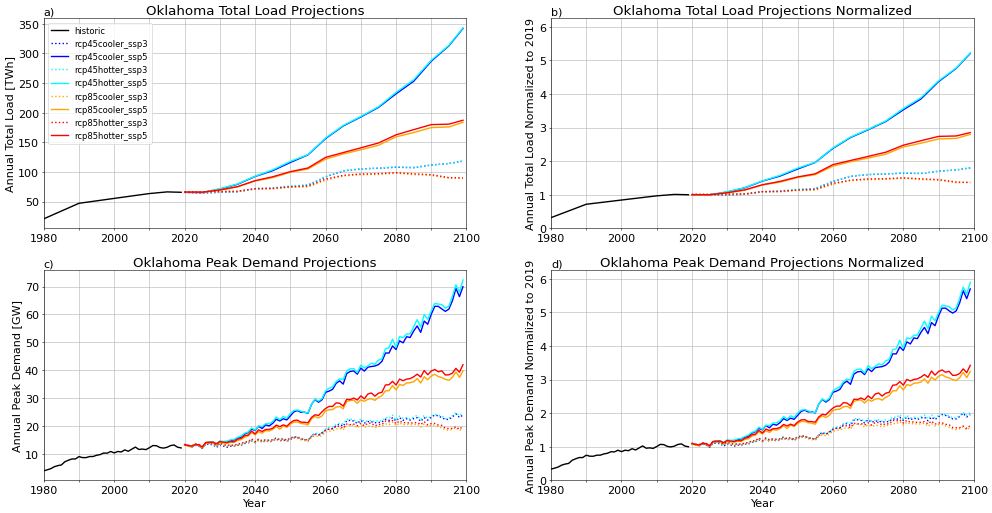 a)
Oklahoma Total Load Projections
Annual Total Load [TWh]
350
300
250
200
150
100
50
historic
rcp45cooler_ssp3
rcp45cooler_ssp5
rcp45hotter_ssp3
rcp45hotter_ssp5
rcp85cooler_ssp3
rcp85cooler_ssp5
rcp85hotter_ssp3
rcp85hotter_ssp5
1980 2000 2020 2040 2060 2080 2100
b)
Oklahoma Total Load Projections Normalized
Annual Total Load Normalized to 2019
6
5
4
3
2
1
0
1980 2000 2020 2040 2060 2080 2100
c)
Oklahoma Peak Demand Projections
Annual Peak Demand [GW]
70
60
50
40
30
20
10
1980 2000 2020 2040 2060 2080 2100
Year
d)
Oklahoma Peak Demand Projections Normalized
Annual Peak Demand Normalized to 2019
6
5
4
3
2
1
0
1980 2000 2020 2040 2060 2080 2100
Year